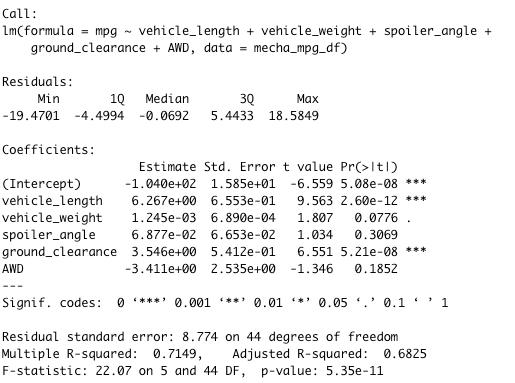 Call:
lm(formula = mpg ~ vehicle_length + vehicle_weight + spoiler_angle +
    ground_clearance + AWD, data = mecha_mpg_df)

Residuals:
     Min       1Q   Median       3Q      Max
-19.4701  -4.4994  -0.0692   5.4433  18.5849

Coefficients:
                   Estimate Std. Error t value Pr(>|t|)
(Intercept)      -1.040e+02  1.585e+01  -6.559 5.08e-08 ***
vehicle_length    6.267e+00  6.553e-01   9.563 2.60e-12 ***
vehicle_weight    1.245e-03  6.890e-04   1.807   0.0776 .
spoiler_angle     6.877e-02  6.653e-02   1.034   0.3069
ground_clearance  3.546e+00  5.412e-01   6.551 5.21e-08 ***
AWD              -3.411e+00  2.535e+00  -1.346   0.1852
---
Signif. codes:  0 ‘***’ 0.001 ‘**’ 0.01 ‘*’ 0.05 ‘.’ 0.1 ‘ ’ 1

Residual standard error: 8.774 on 44 degrees of freedom
Multiple R-squared:  0.7149,    Adjusted R-squared:  0.6825
F-statistic: 22.07 on 5 and 44 DF,  p-value: 5.35e-11